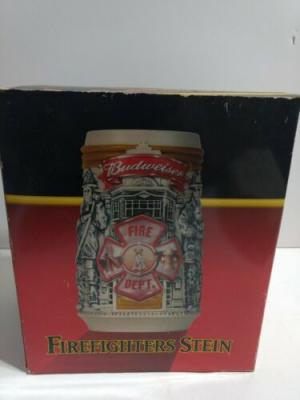 Budweiser
FIRE
DEPT.
FIREFIGHTERS STEIN